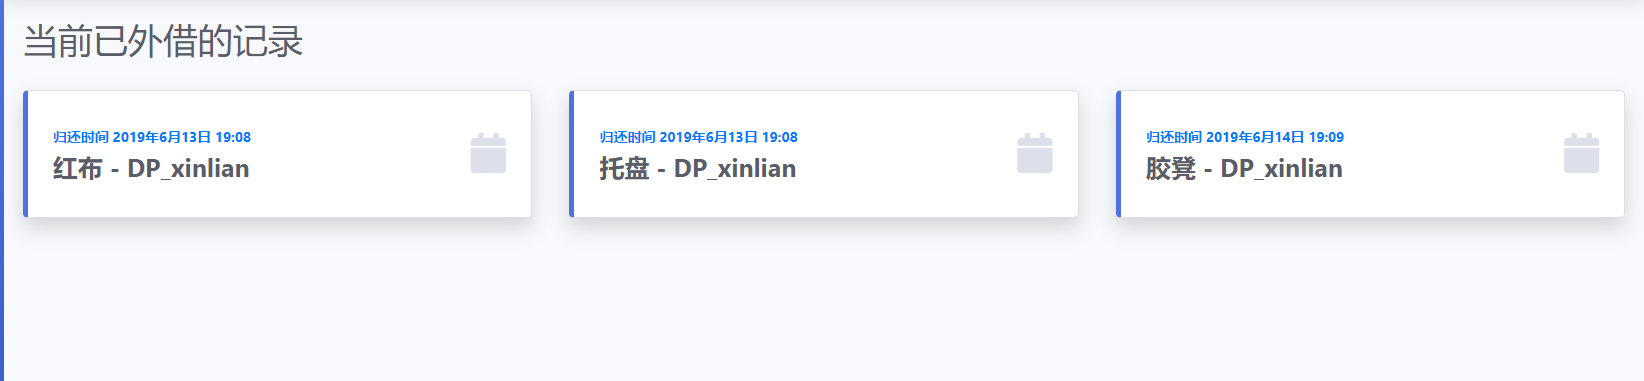 当前已外借的记录
归还时间 2019年6月13日 19:08
红布 - DP_xinlian
归还时间 2019年6月13日 19:08
托盘 - DP_xinlian
归还时间 2019年6月14日 19:09
胶凳 - DP_xinlian